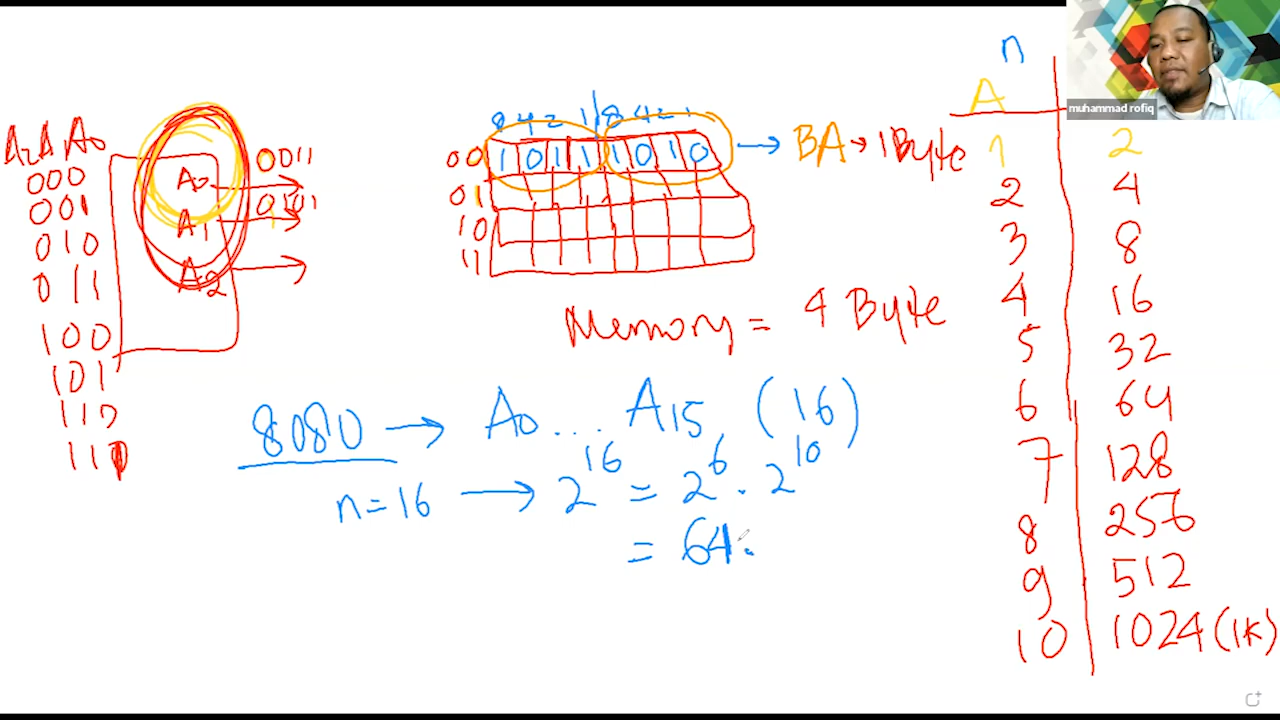 A2 A1 A0
000
001
010
011
100
101
110
111
A0
A1
A2
0011
0101
8 4 2 1 8 4 2 1
00 1 0 1 1 1 0 1 0 → BA → 1 Byte
01
10
11
Memory = 4 Byte
8080 → A0 ... A15 (16)
n=16 → 2^16 = 2^6 . 2^10
= 64.
n
A
1 2
2 4
3 8
4 16
5 32
6 64
7 128
8 256
9 512
10 1024 (1K)
muhammad rofiq